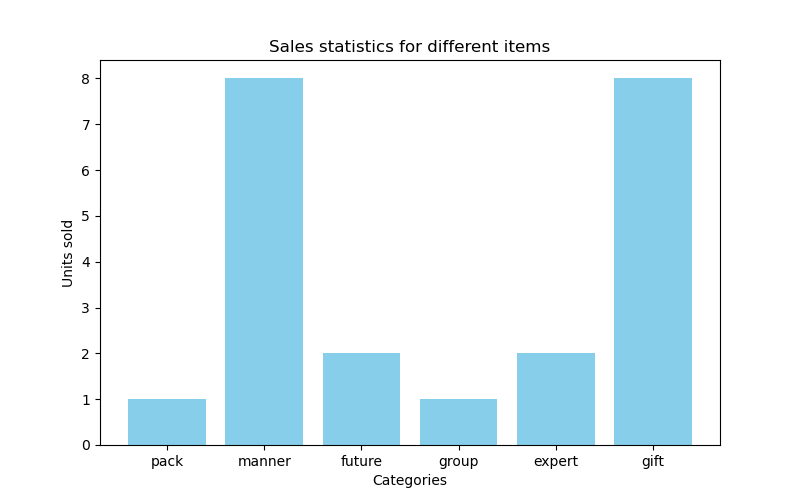 Sales statistics for different items
Units sold
8
7
6
5
4
3
2
1
0
pack manner future group expert gift
Categories